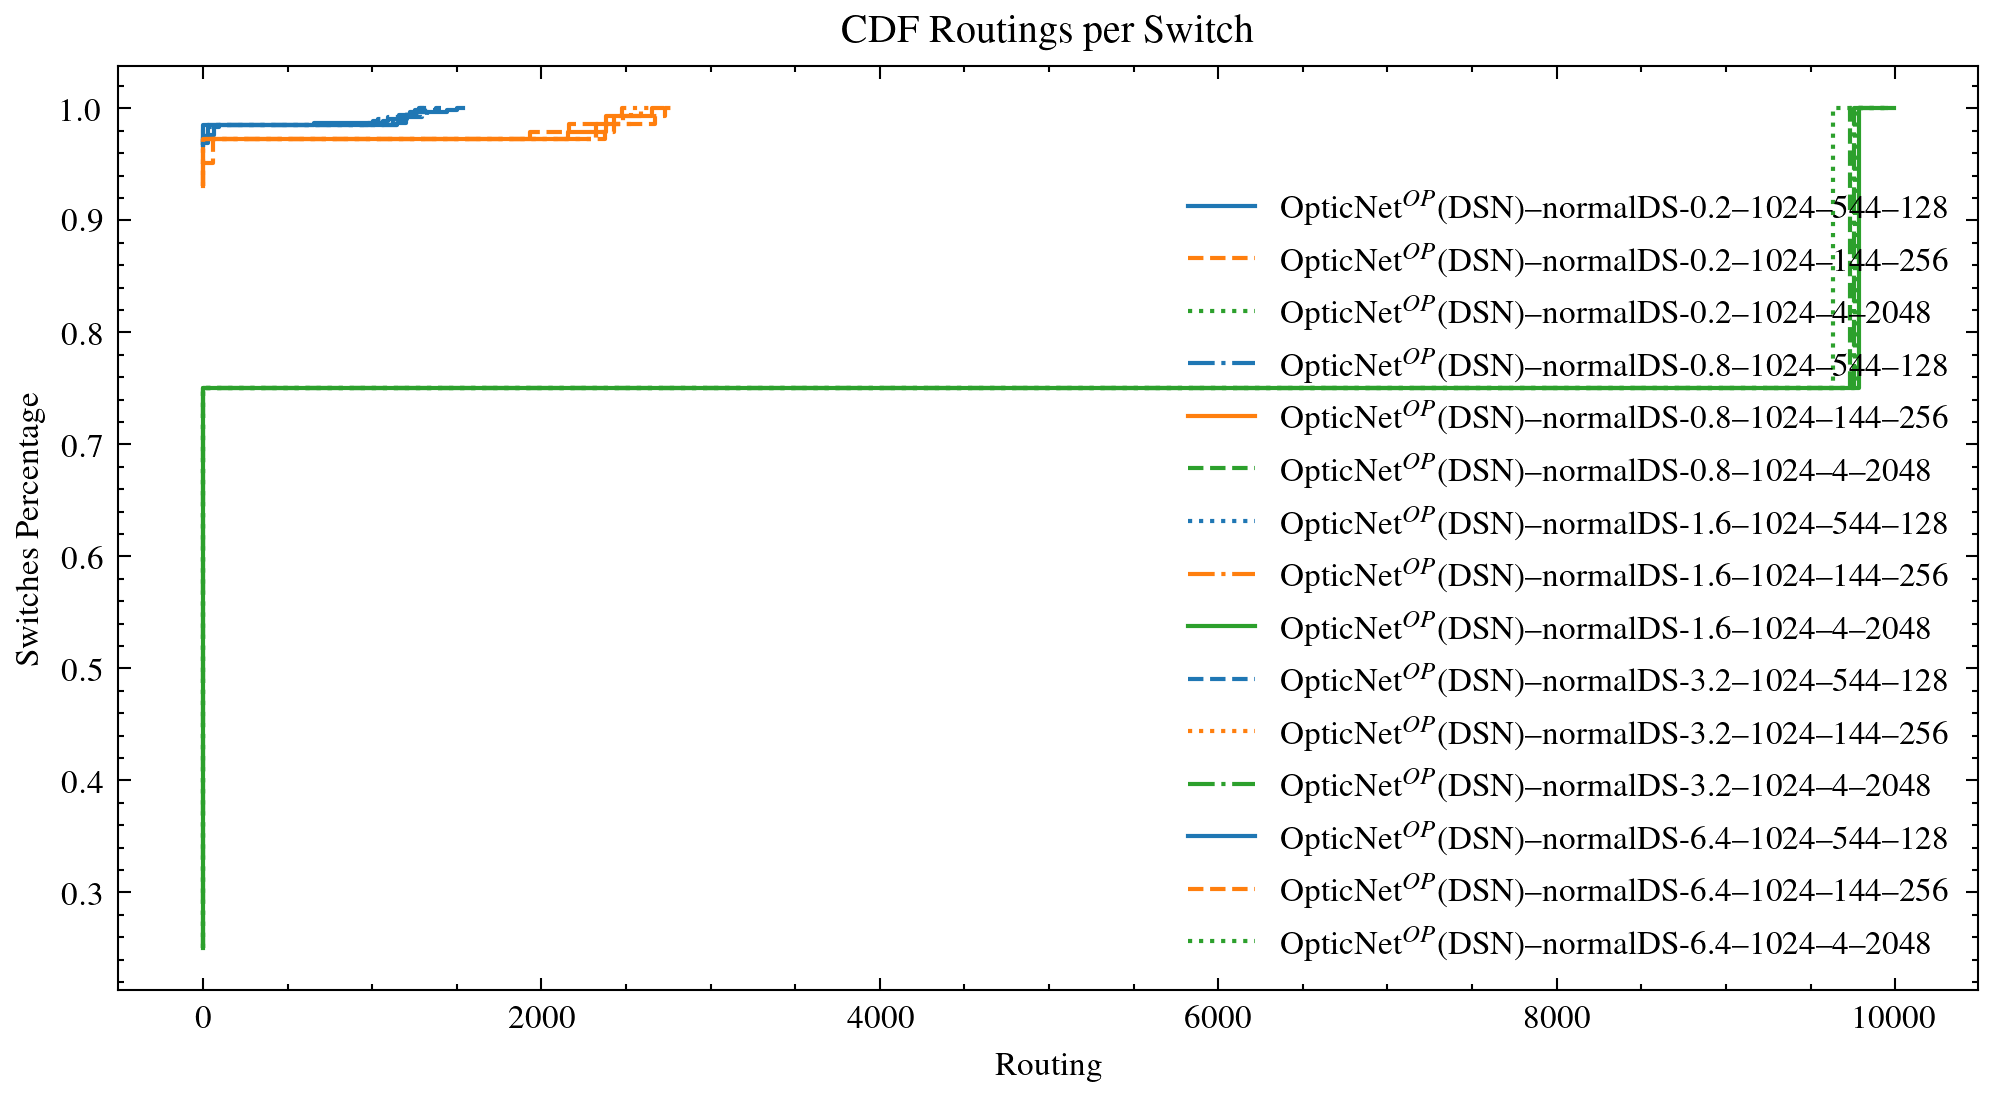 CDF Routings per Switch
1.0
0.9
0.8
0.7
0.6
0.5
0.4
0.3
Switches Percentage
OpticNet^OP(DSN)–normalDS-0.2–1024–544–128
OpticNet^OP(DSN)–normalDS-0.2–1024–144–256
OpticNet^OP(DSN)–normalDS-0.2–1024–4–2048
OpticNet^OP(DSN)–normalDS-0.8–1024–544–128
OpticNet^OP(DSN)–normalDS-0.8–1024–144–256
OpticNet^OP(DSN)–normalDS-0.8–1024–4–2048
OpticNet^OP(DSN)–normalDS-1.6–1024–544–128
OpticNet^OP(DSN)–normalDS-1.6–1024–144–256
OpticNet^OP(DSN)–normalDS-1.6–1024–4–2048
OpticNet^OP(DSN)–normalDS-3.2–1024–544–128
OpticNet^OP(DSN)–normalDS-3.2–1024–144–256
OpticNet^OP(DSN)–normalDS-3.2–1024–4–2048
OpticNet^OP(DSN)–normalDS-6.4–1024–544–128
OpticNet^OP(DSN)–normalDS-6.4–1024–144–256
OpticNet^OP(DSN)–normalDS-6.4–1024–4–2048
0 2000 4000 6000 8000 10000
Routing